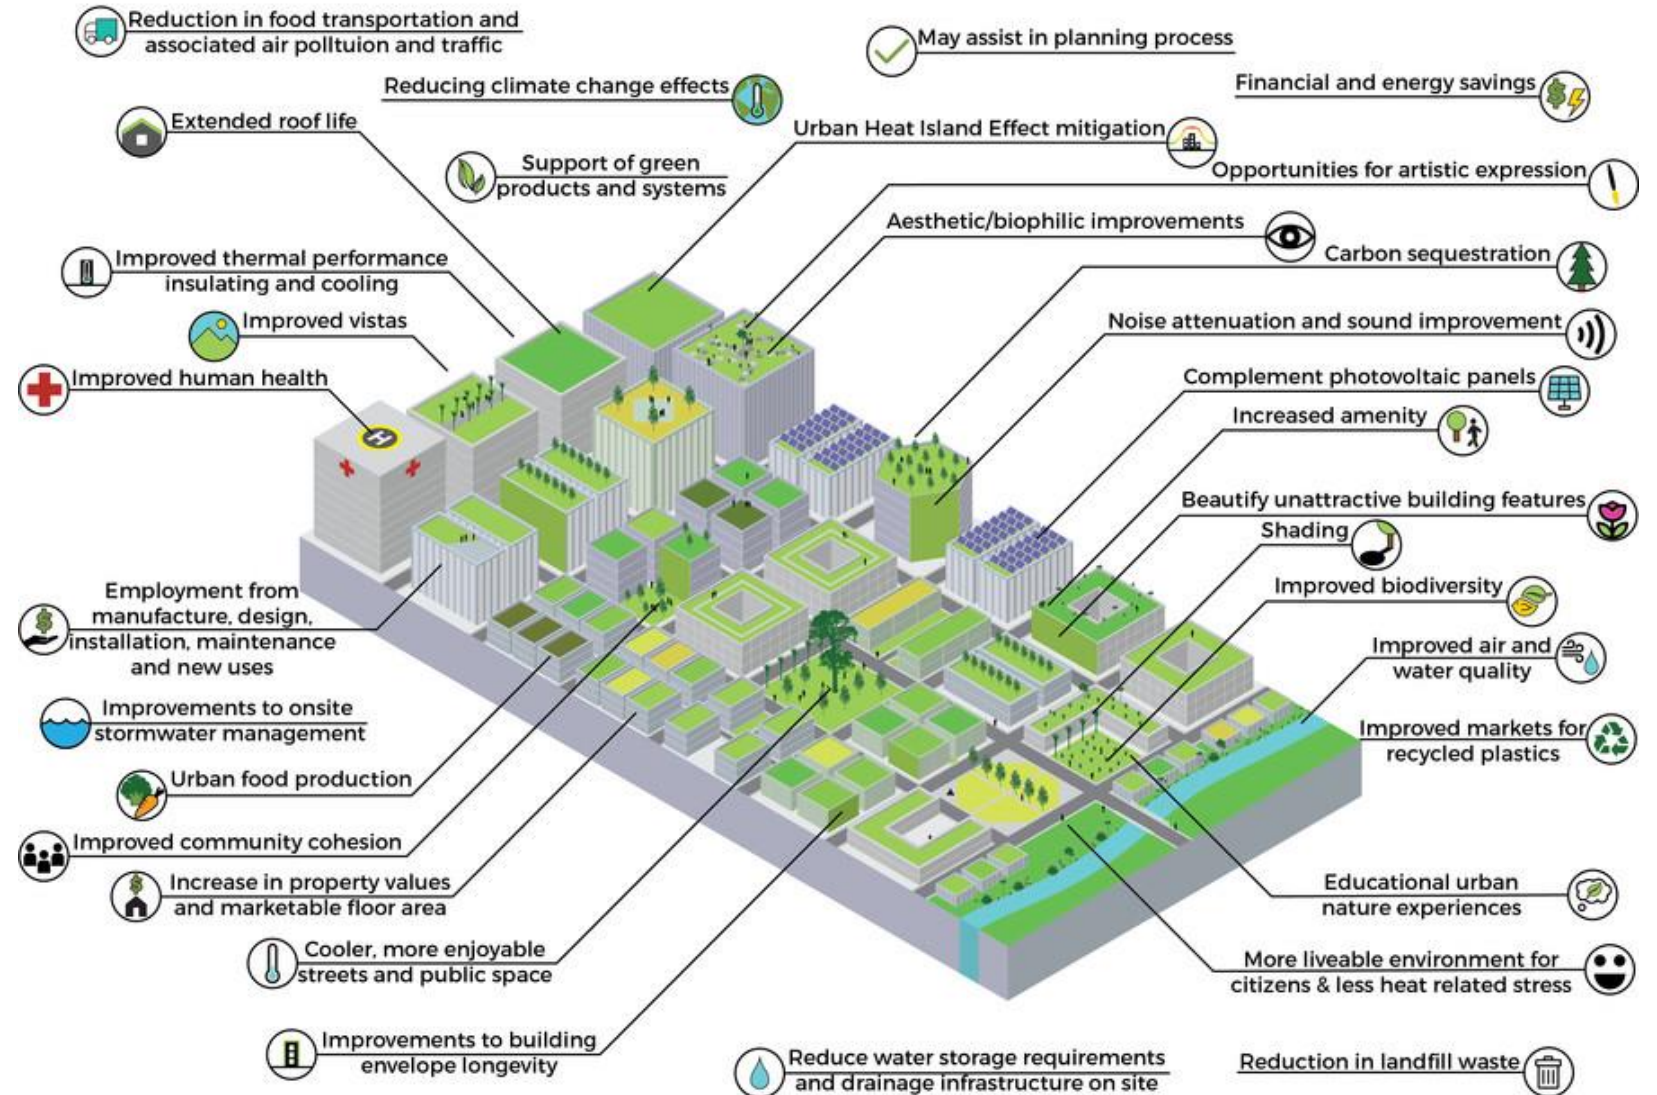 Reduction in food transportation and
associated air polltuion and traffic
May assist in planning process
Reducing climate change effects
Financial and energy savings
Extended roof life
Urban Heat Island Effect mitigation
Support of green
products and systems
Opportunities for artistic expression
Aesthetic/biophilic improvements
Carbon sequestration
Improved thermal performance
insulating and cooling
Improved vistas
Noise attenuation and sound improvement
Improved human health
Complement photovoltaic panels
Increased amenity
H
Beautify unattractive building features
Shading
Improved biodiversity
Employment from
manufacture, design,
installation, maintenance
and new uses
Improved air and
water quality
Improvements to onsite
stormwater management
Improved markets for
recycled plastics
Urban food production
Improved community cohesion
Increase in property values
and marketable floor area
Educational urban
nature experiences
Cooler, more enjoyable
streets and public space
More liveable environment for
citizens & less heat related stress
Improvements to building
envelope longevity
Reduce water storage requirements
and drainage infrastructure on site
Reduction in landfill waste